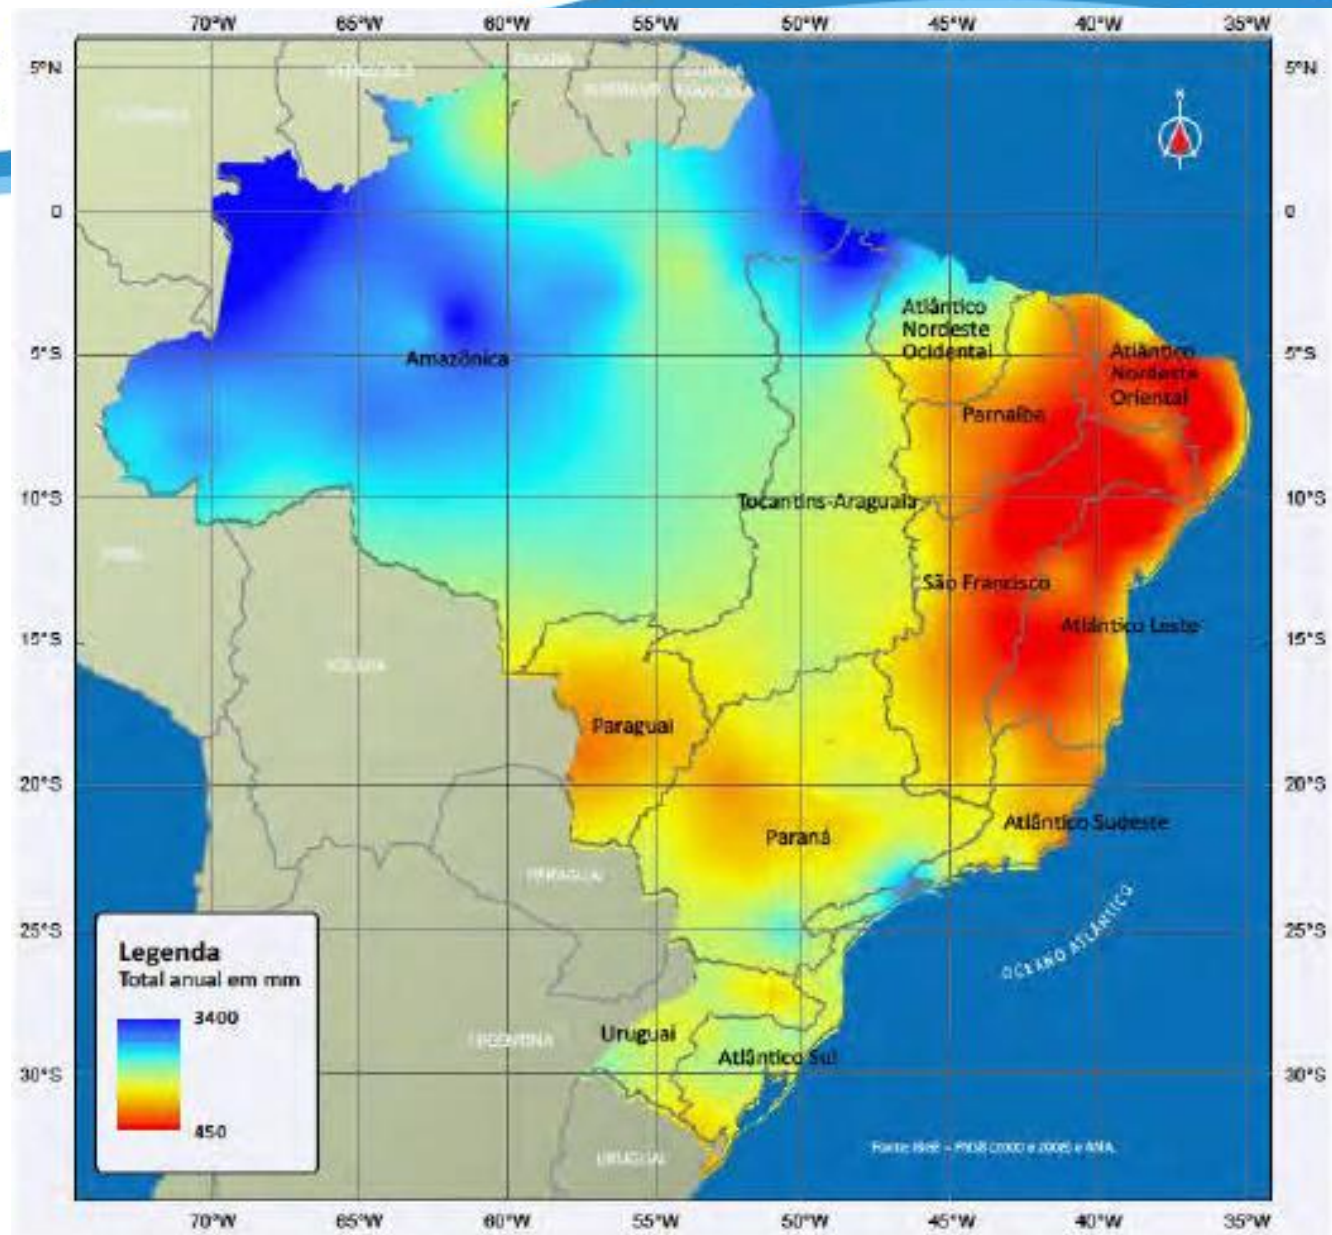 70°W 65°W 60°W 55°W 50°W 45°W 40°W 35°W
5°N 5°N
N
0 0
Atlântico
Nordeste
Ocidental
5°S 5°S
Amazônica
Atlântico
Nordeste
Oriental
Parnaíba
10°S 10°S
Tocantins-Araguaia
São Francisco
Atlântico Leste
15°S 15°S
Paraguai
20°S 20°S
Atlântico Sudeste
Paraná
PARAGUAI
25°S 25°S
OCEANO ATLÂNTICO
Legenda
Total anual em mm
3400
450
Uruguai
ARGENTINA
Atlântico Sul
30°S 30°S
URUGUAI
70°W 65°W 60°W 55°W 50°W 45°W 40°W 35°W